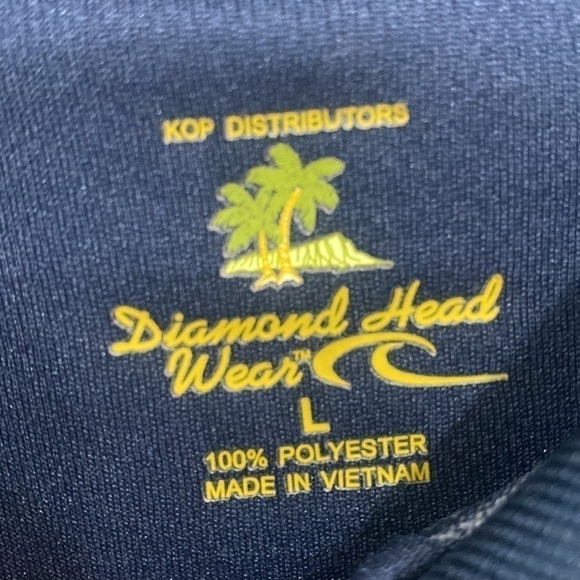 KOP DISTRIBUTORS
Diamond Head
Wear™
L
100% POLYESTER
MADE IN VIETNAM